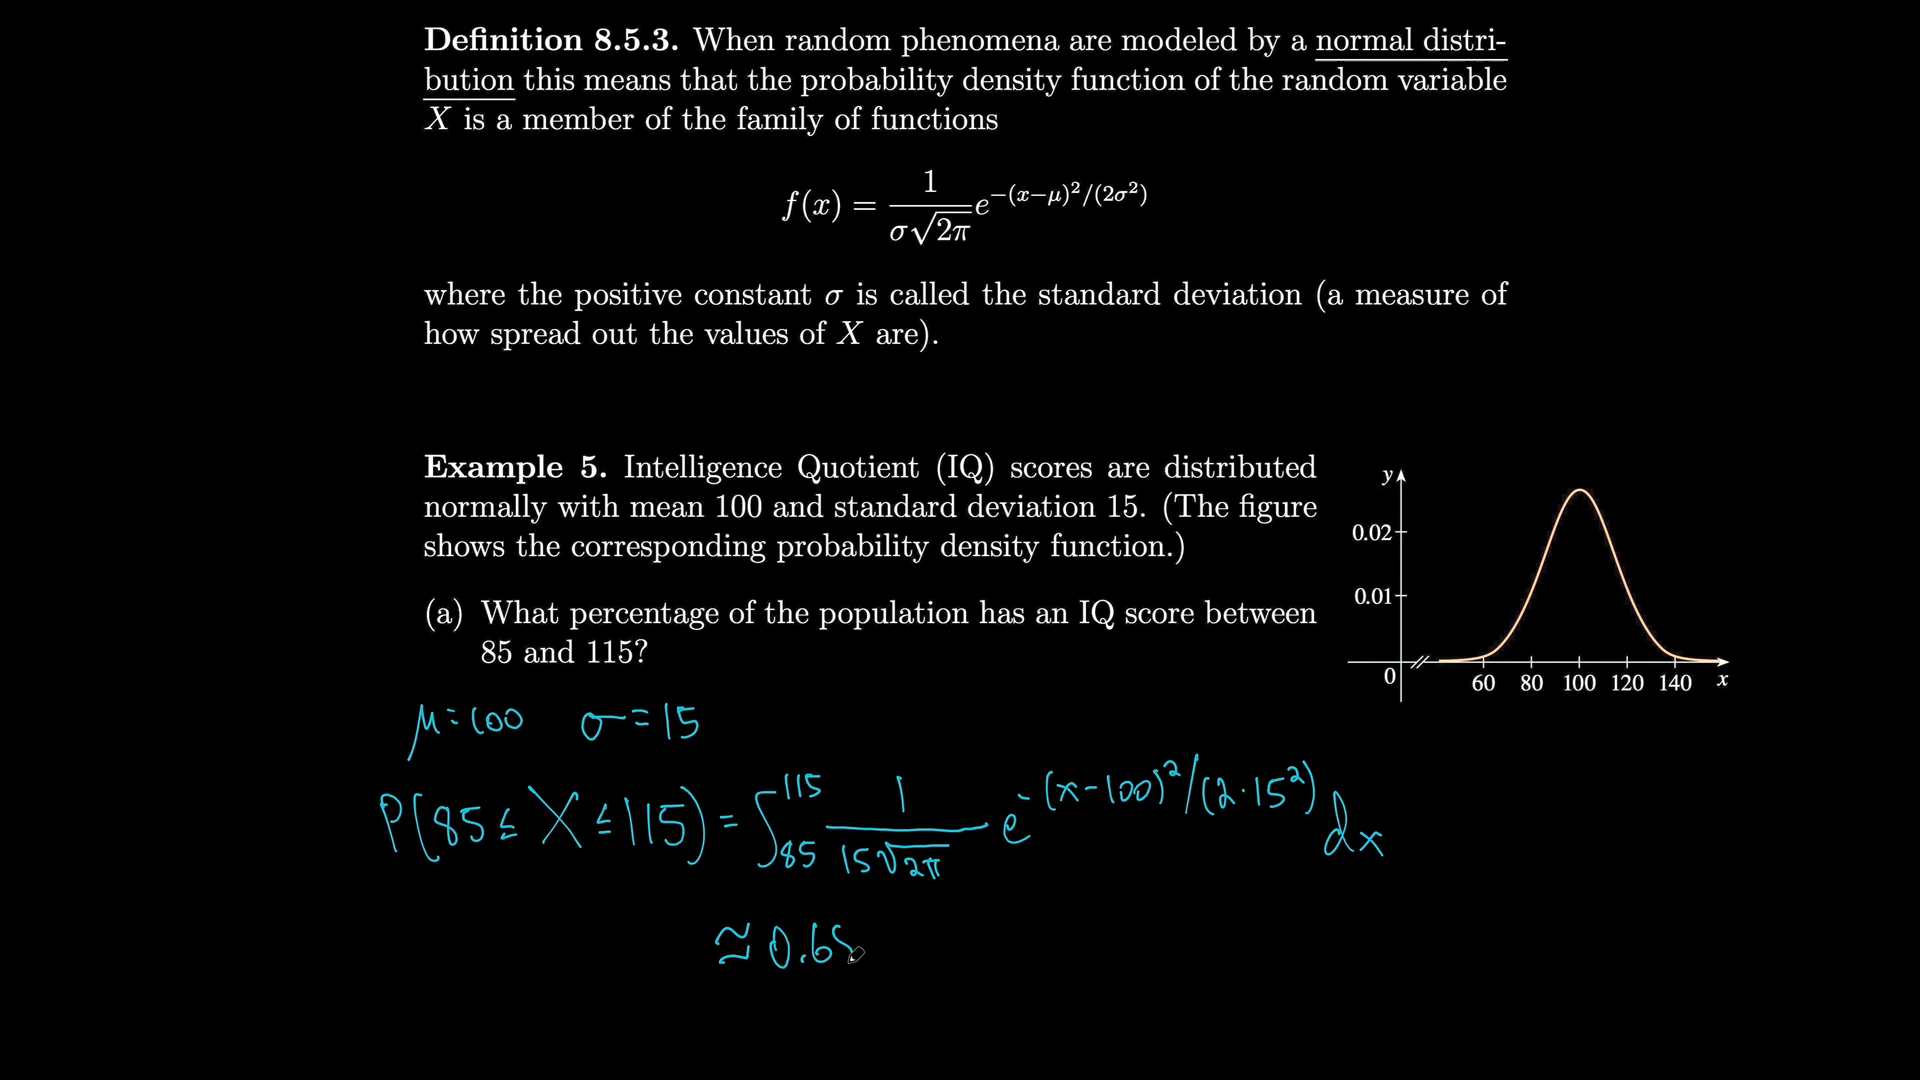 Definition 8.5.3. When random phenomena are modeled by a normal distri-
bution this means that the probability density function of the random variable
X is a member of the family of functions
f(x) = 1/(σ√2π) e^{−(x−μ)²/(2σ²)}
where the positive constant σ is called the standard deviation (a measure of
how spread out the values of X are).
Example 5. Intelligence Quotient (IQ) scores are distributed
normally with mean 100 and standard deviation 15. (The figure
shows the corresponding probability density function.)
(a) What percentage of the population has an IQ score between
85 and 115?
y
0.02
0.01
0
60 80 100 120 140 x
μ=100 σ=15
P(85 ≤ X ≤ 115) = ∫_{85}^{115} 1/(15√2π) e^{-(x-100)²/(2·15²)} dx
≅ 0.6